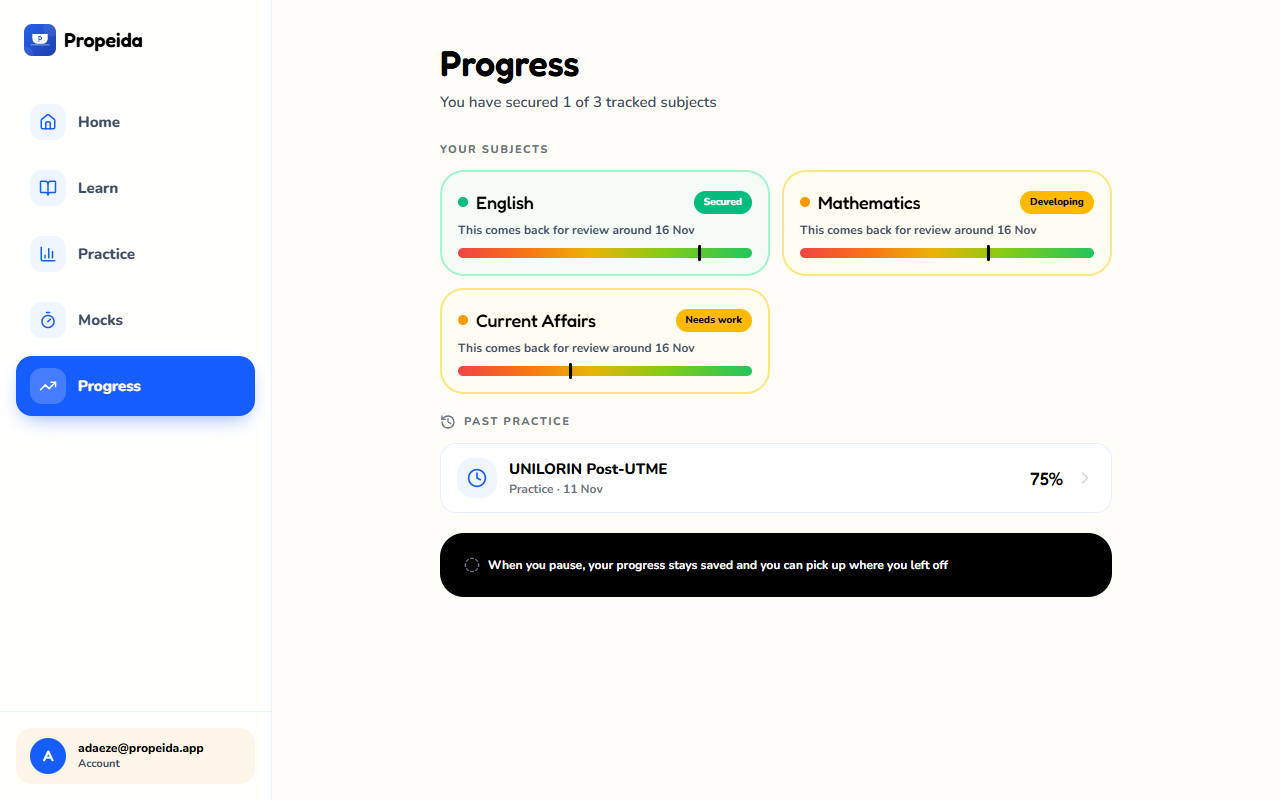 Propeida
Home
Learn
Practice
Mocks
Progress
adaeze@propeida.app
Account
Progress
You have secured 1 of 3 tracked subjects
YOUR SUBJECTS
English
Secured
This comes back for review around 16 Nov
Mathematics
Developing
This comes back for review around 16 Nov
Current Affairs
Needs work
This comes back for review around 16 Nov
PAST PRACTICE
UNILORIN Post-UTME
Practice · 11 Nov
75%
When you pause, your progress stays saved and you can pick up where you left off
A
P